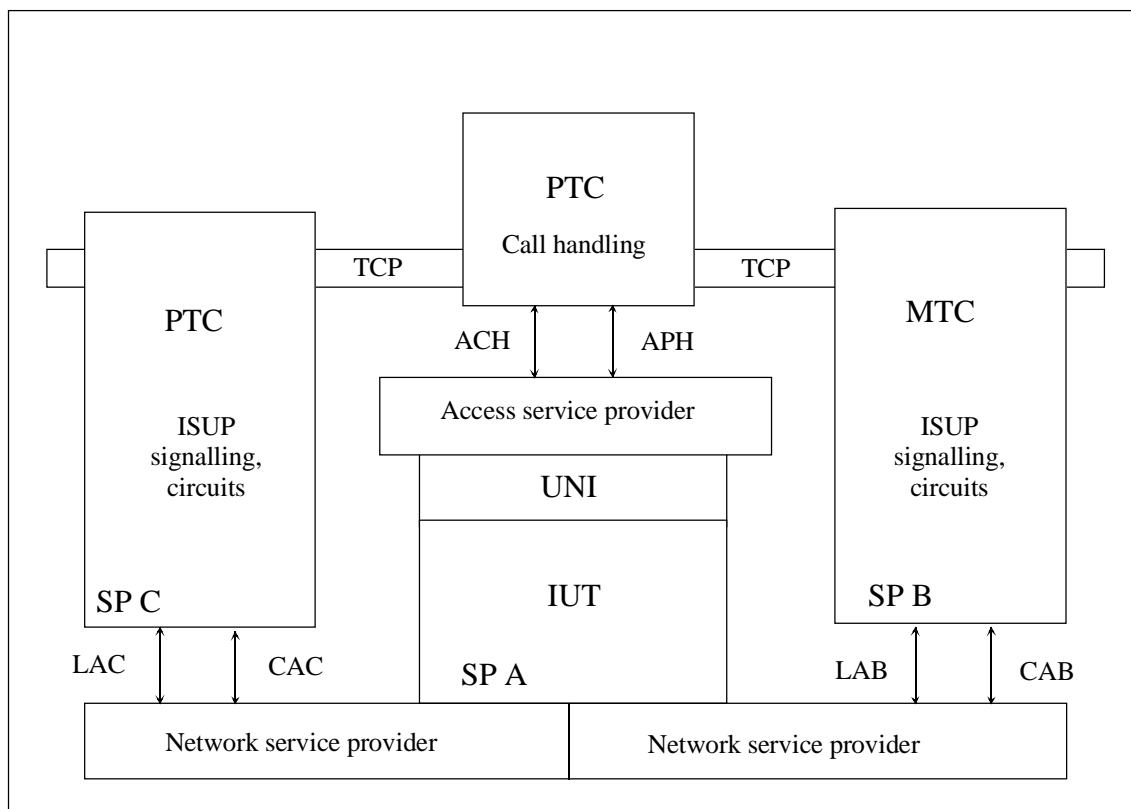 PTC
Call handling
TCP
TCP
PTC
MTC
ACH
APH
Access service provider
ISUP
signalling,
circuits
ISUP
signalling,
circuits
UNI
IUT
SP C
SP B
LAC
CAC
SP A
LAB
CAB
Network service provider
Network service provider